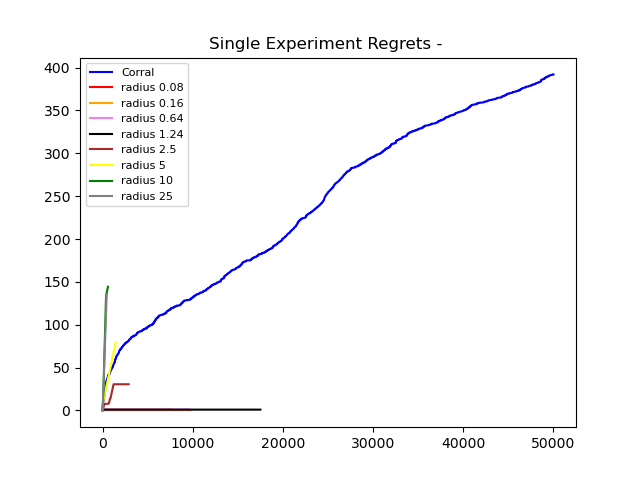 Single Experiment Regrets -
Corral
radius 0.08
radius 0.16
radius 0.64
radius 1.24
radius 2.5
radius 5
radius 10
radius 25
400
350
300
250
200
150
100
50
0
0 10000 20000 30000 40000 50000